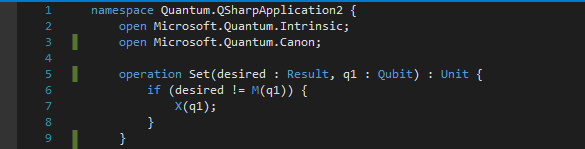 1 namespace Quantum.QSharpApplication2 {
2 open Microsoft.Quantum.Intrinsic;
3 open Microsoft.Quantum.Canon;
4
5 operation Set(desired : Result, q1 : Qubit) : Unit {
6 if (desired != M(q1)) {
7 X(q1);
8 }
9 }